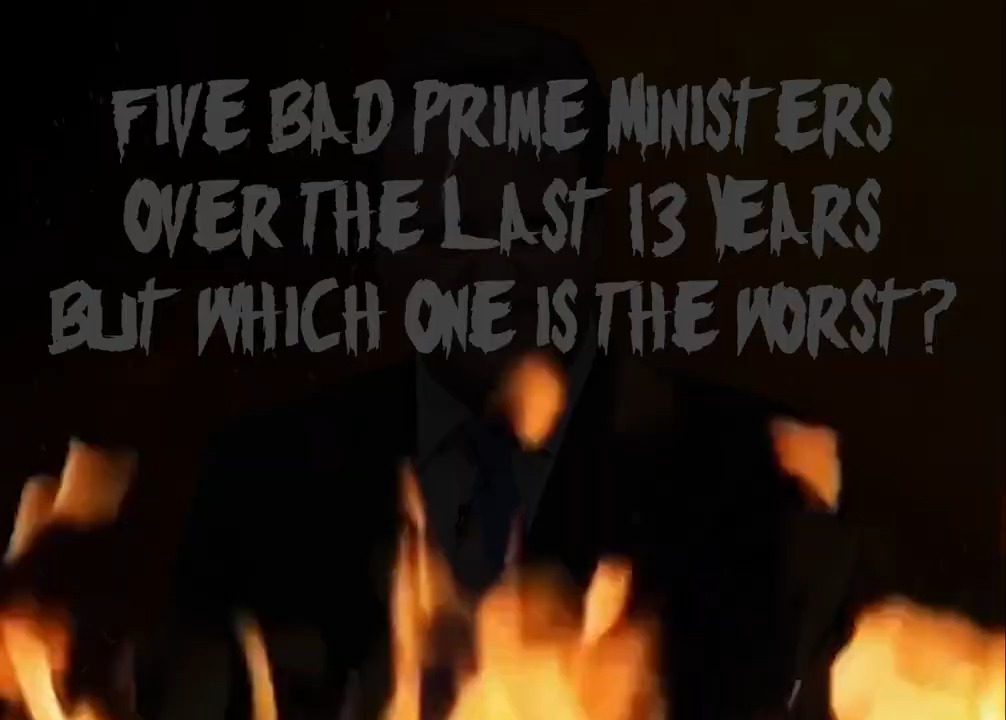 FIVE BAD PRIME MINISTERS
OVER THE LAST 13 YEARS
BUT WHICH ONE IS THE WORST?